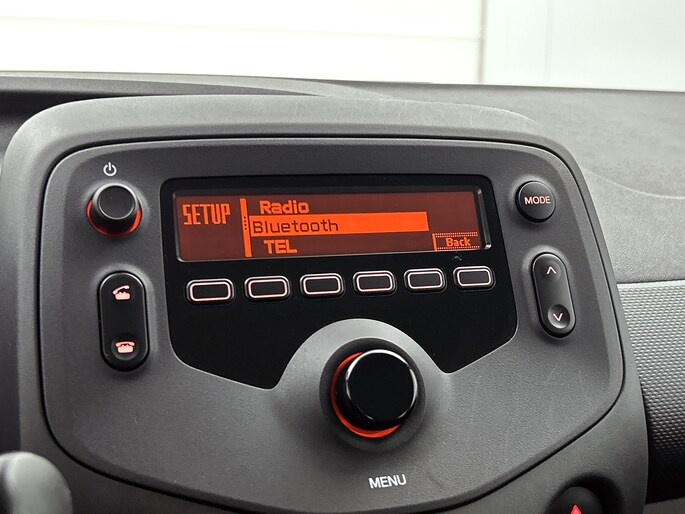 SETUP
Radio
Bluetooth
TEL
Back
MODE
MENU